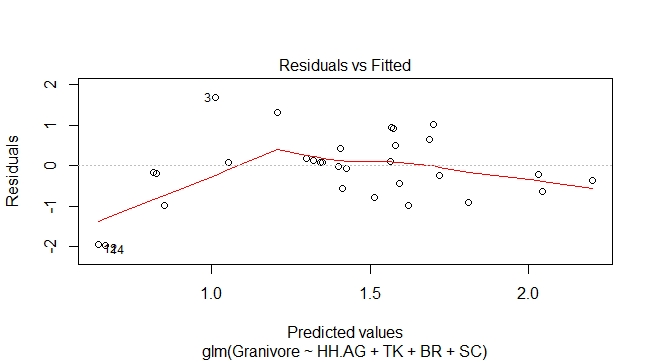 Residuals vs Fitted
Residuals
2
1
0
-1
-2
3
1.0
1.5
2.0
Predicted values
glm(Granivore ~ HH.AG + TK + BR + SC)